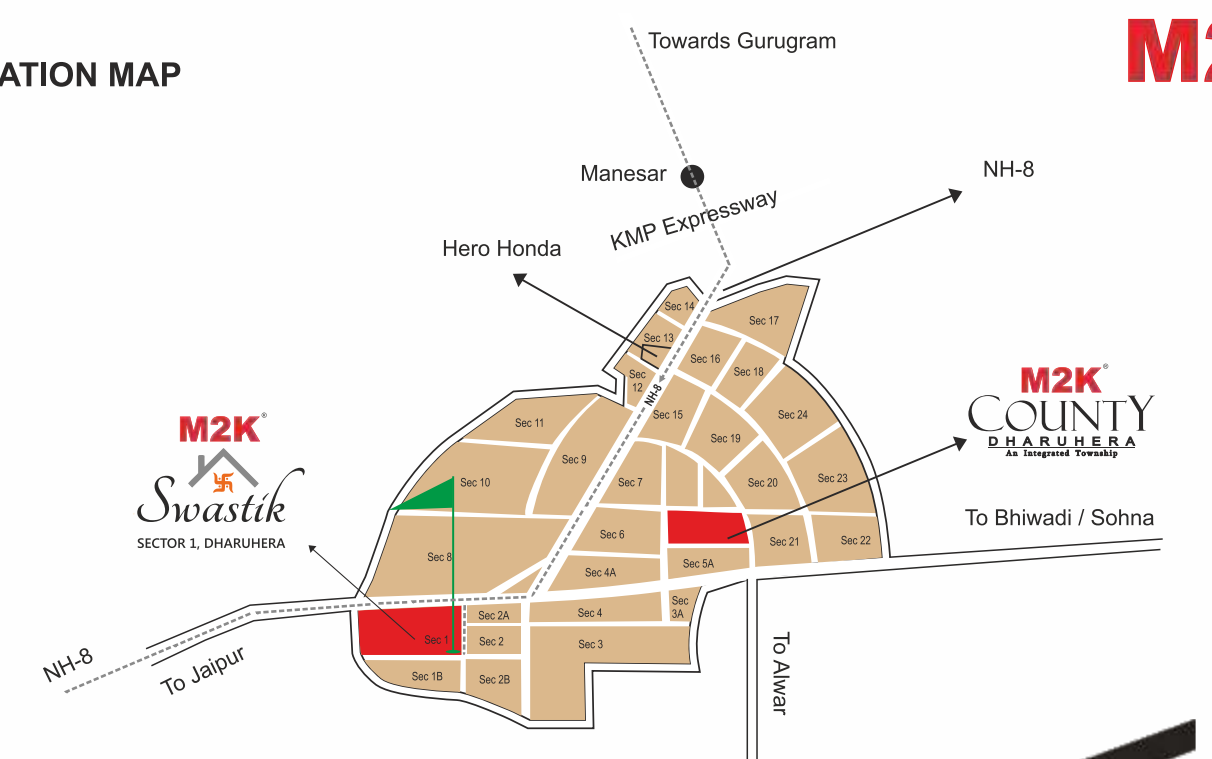 Towards Gurugram
ATION MAP
M2
Manesar
NH-8
KMP Expressway
Hero Honda
Sec 14
Sec 17
Sec 13
Sec 16
Sec 18
Sec
12
NH-8
Sec 15
Sec 24
Sec 11
Sec 19
M2K®
COUNTY
DHARUHERA
An Integrated Township
M2K®
Swastik
SECTOR 1, DHARUHERA
Sec 9
Sec 10
Sec 7
Sec 20
Sec 23
To Bhiwadi / Sohna
Sec 6
Sec 21
Sec 22
Sec 8
Sec 4A
Sec 5A
Sec
3A
Sec 2A
Sec 4
Sec 1
Sec 2
Sec 3
NH-8
To Jaipur
Sec 1B
Sec 2B
To Alwar